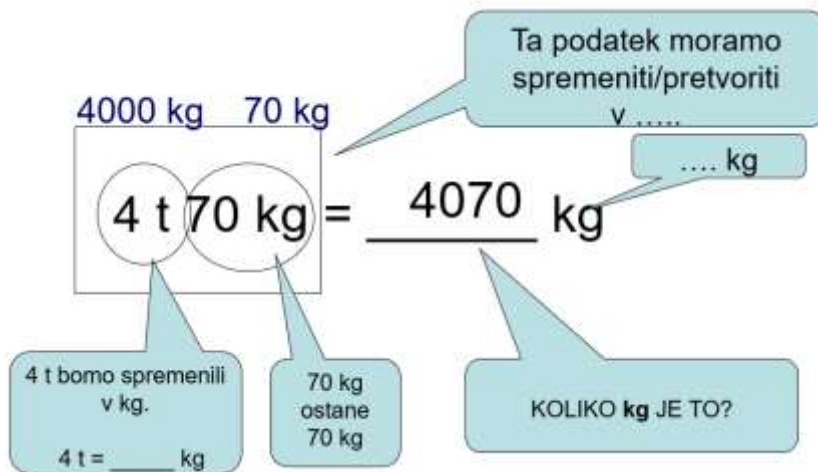 Ta podatek moramo
spremeniti/pretvoriti
v .....
4000 kg 70 kg
.... kg
4 t 70 kg = 4070 kg
4 t bomo spremenili
v kg.
4 t = _____ kg
70 kg
ostane
70 kg
KOLIKO kg JE TO?